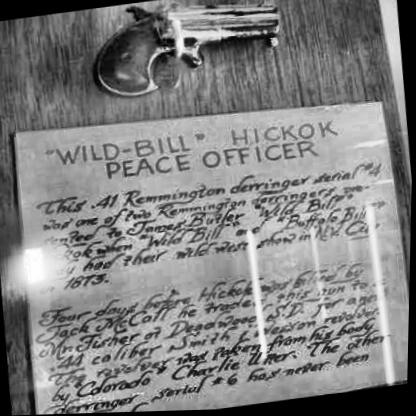 "WILD-BILL" HICKOK
PEACE OFFICER
This .41 Remmington derringer serial #4
was one of two Remmington derringers pre-
sented to James Butler "Wild Bill"
kok when "Wild Bill" and "Buffalo Bill"
y had their wild west show in N.Y. City
in 1873.
Four days before Hickok was killed by
Jack McCall he traded this gun to
Mr. Fisher of Deadwood S.D. for a
.44 caliber Smith & Wesson revolver.
The revolver was taken from his body
by Colorado Charlie Utter. The other
derringer serial #6 has never been